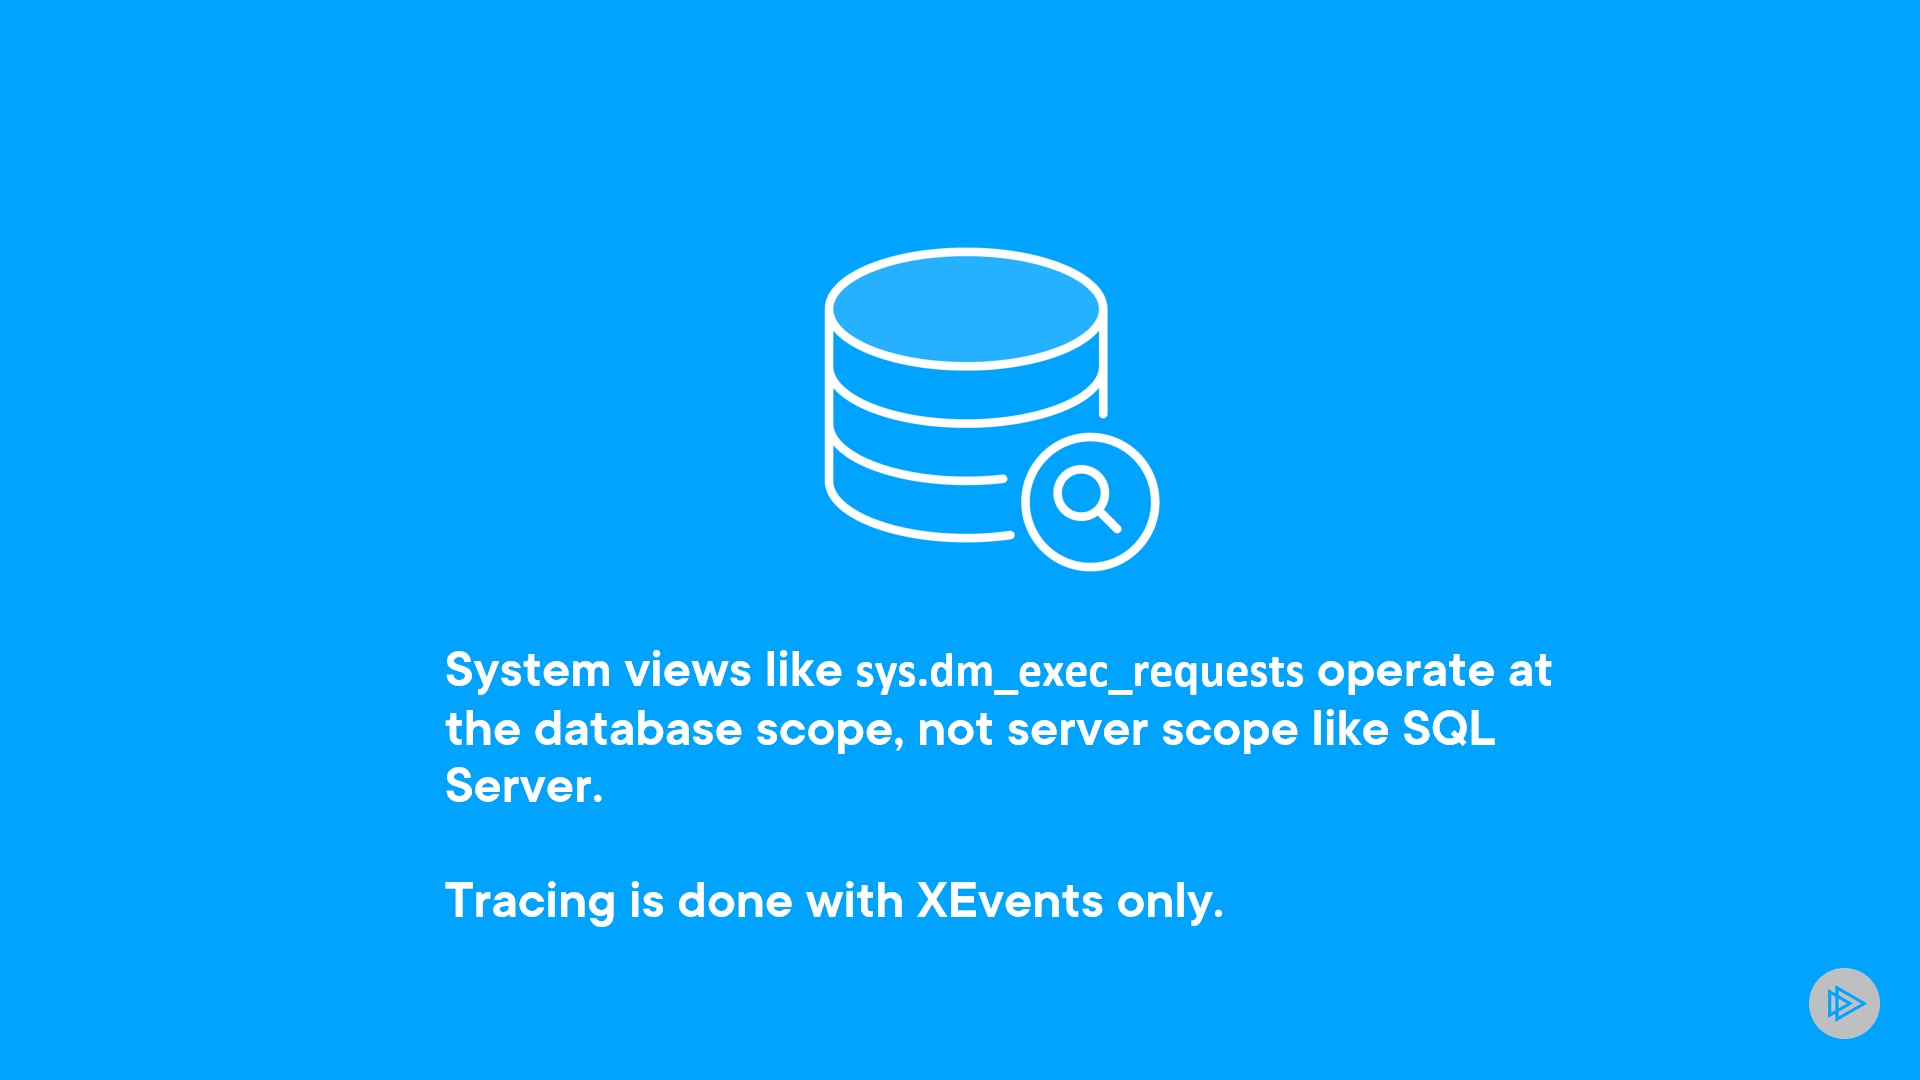 System views like sys.dm_exec_requests operate at
the database scope, not server scope like SQL
Server.
Tracing is done with XEvents only.